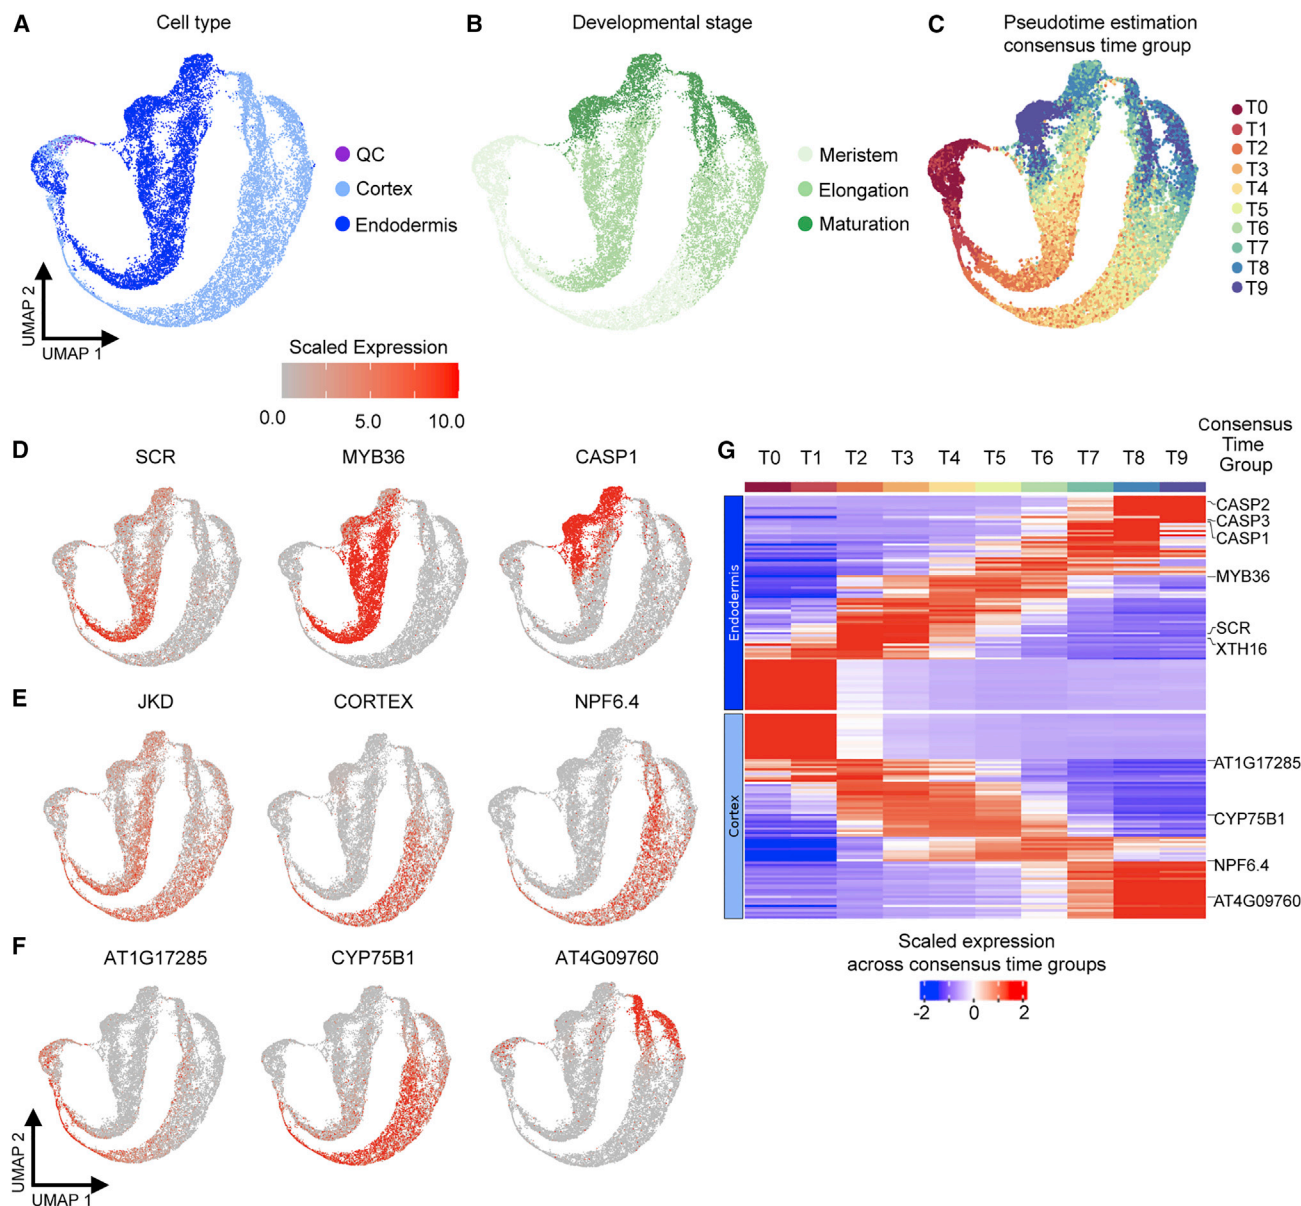 A
Cell type
QC
Cortex
Endodermis
UMAP 2
UMAP 1
B
Developmental stage
Meristem
Elongation
Maturation
C
Pseudotime estimation
consensus time group
T0
T1
T2
T3
T4
T5
T6
T7
T8
T9
Scaled Expression
0.0
5.0
10.0
D
SCR
MYB36
CASP1
E
JKD
CORTEX
NPF6.4
F
AT1G17285
CYP75B1
AT4G09760
UMAP 2
UMAP 1
G
T0 T1 T2 T3 T4 T5 T6 T7 T8 T9
Consensus
Time
Group
Endodermis
CASP2
CASP3
CASP1
MYB36
SCR
XTH16
Cortex
AT1G17285
CYP75B1
NPF6.4
AT4G09760
Scaled expression
across consensus time groups
-2 0 2